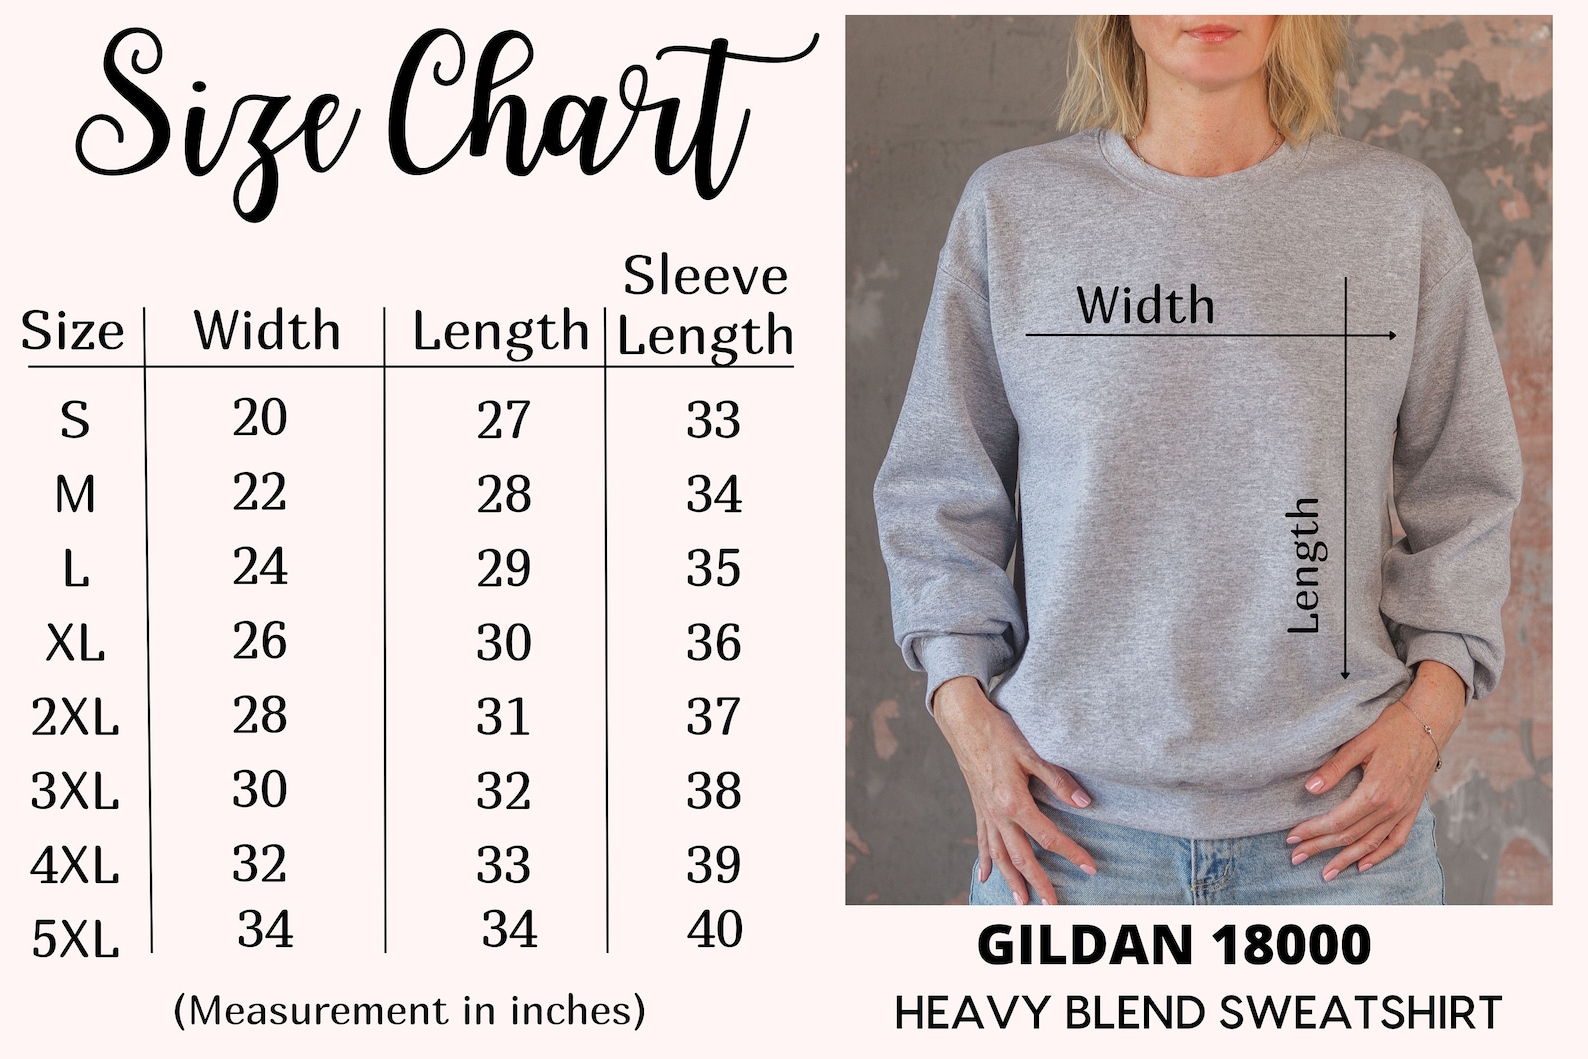 Size Chart
Size Width Length Sleeve Length
S 20 27 33
M 22 28 34
L 24 29 35
XL 26 30 36
2XL 28 31 37
3XL 30 32 38
4XL 32 33 39
5XL 34 34 40
(Measurement in inches)
Width
Length
GILDAN 18000
HEAVY BLEND SWEATSHIRT